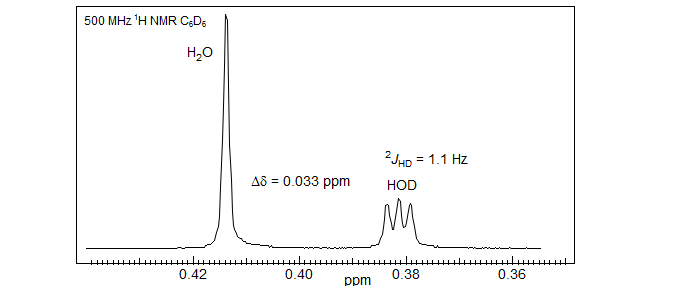 500 MHz ¹H NMR C₆D₆
H₂O
²J_HD = 1.1 Hz
Δδ = 0.033 ppm
HOD
0.42 0.40 0.38 0.36
ppm